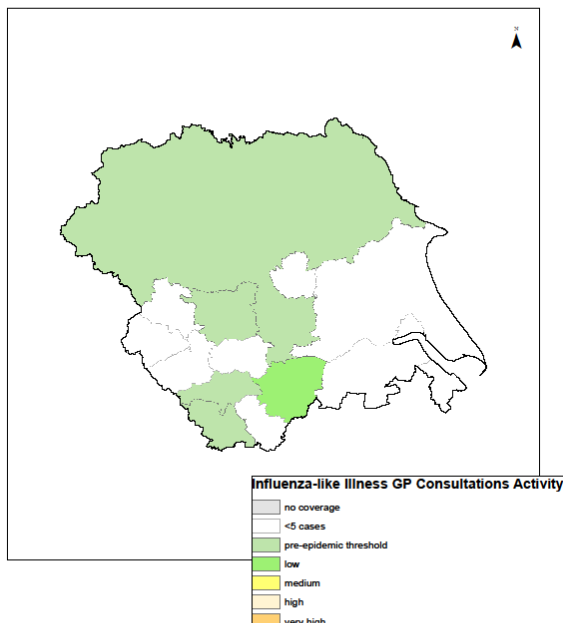 Influenza-like Illness GP Consultations Activity
no coverage
<5 cases
pre-epidemic threshold
low
medium
high
very high